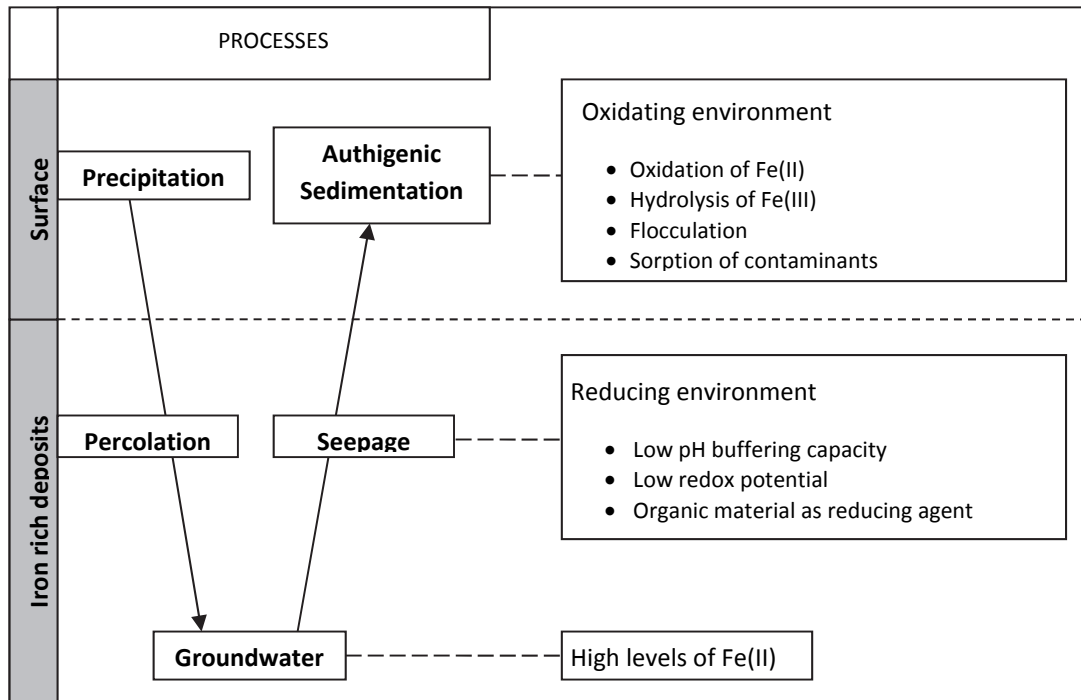 PROCESSES
Surface
Precipitation
Authigenic
Sedimentation
Oxidating environment
• Oxidation of Fe(II)
• Hydrolysis of Fe(III)
• Flocculation
• Sorption of contaminants
Iron rich deposits
Percolation
Seepage
Reducing environment
• Low pH buffering capacity
• Low redox potential
• Organic material as reducing agent
Groundwater
High levels of Fe(II)